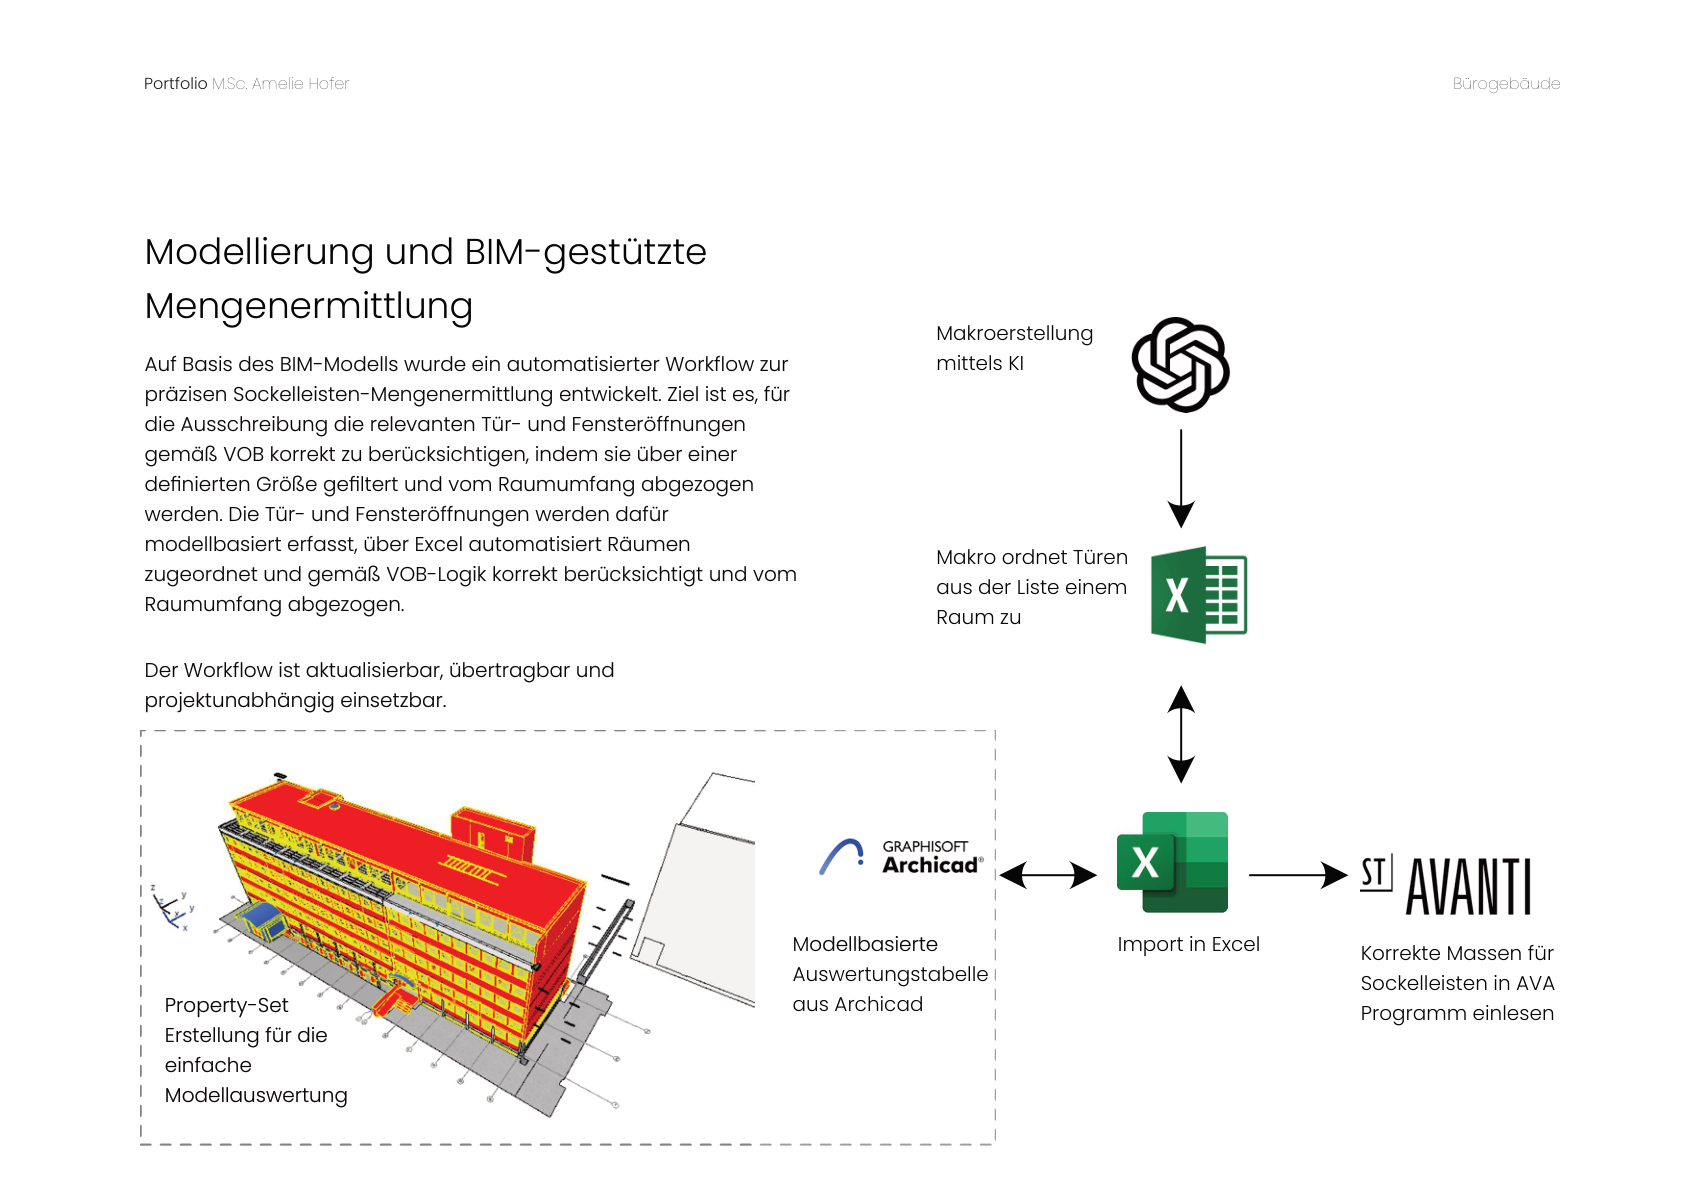 Portfolio M.Sc. Amelie Hofer
Bürogebäude
Modellierung und BIM-gestützte
Mengenermittlung
Auf Basis des BIM-Modells wurde ein automatisierter Workflow zur
präzisen Sockelleisten-Mengenermittlung entwickelt. Ziel ist es, für
die Ausschreibung die relevanten Tür- und Fensteröffnungen
gemäß VOB korrekt zu berücksichtigen, indem sie über einer
definierten Größe gefiltert und vom Raumumfang abgezogen
werden. Die Tür- und Fensteröffnungen werden dafür
modellbasiert erfasst, über Excel automatisiert Räumen
zugeordnet und gemäß VOB-Logik korrekt berücksichtigt und vom
Raumumfang abgezogen.
Der Workflow ist aktualisierbar, übertragbar und
projektunabhängig einsetzbar.
Makroerstellung
mittels KI
Makro ordnet Türen
aus der Liste einem
Raum zu
X
GRAPHISOFT
Archicad®
Modellbasierte
Auswertungstabelle
aus Archicad
X
Import in Excel
ST AVANTI
Korrekte Massen für
Sockelleisten in AVA
Programm einlesen
z
y
z
y
x
x
Property-Set
Erstellung für die
einfache
Modellauswertung